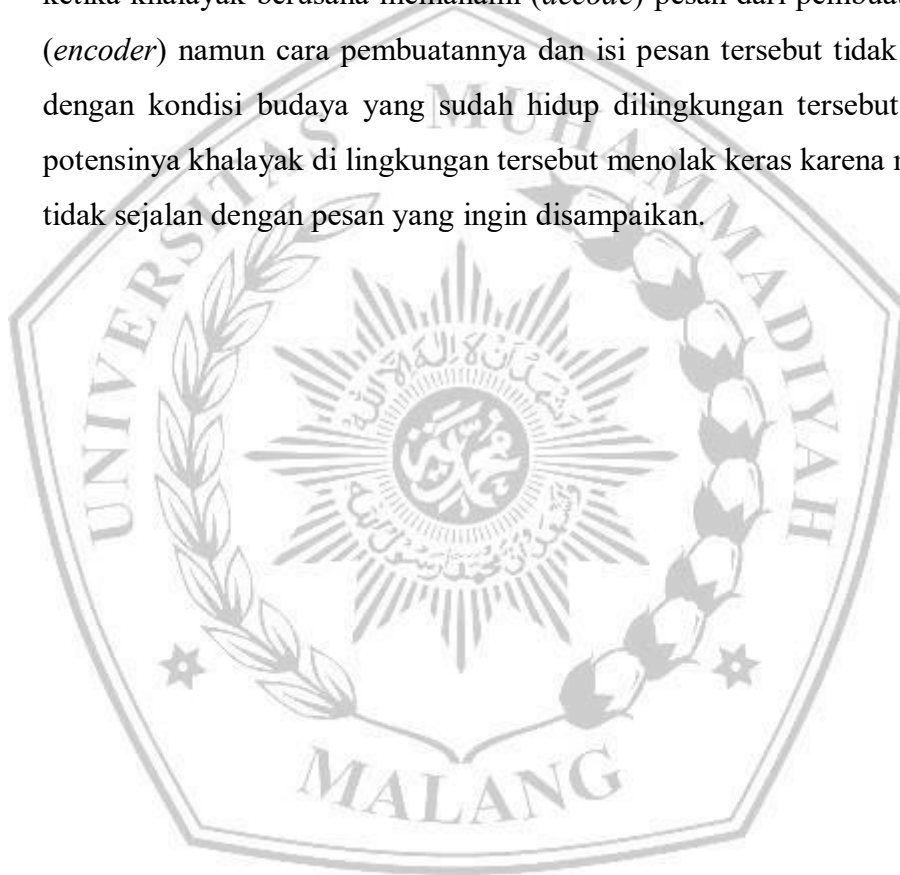 ketika khalayak berusaha memahami (decode) pesan dari pembuat
(encoder) namun cara pembuatannya dan isi pesan tersebut tidak
dengan kondisi budaya yang sudah hidup dilingkungan tersebut
potensinya khalayak di lingkungan tersebut menolak keras karena
tidak sejalan dengan pesan yang ingin disampaikan.
UNIVERSITAS MUHAMMADIYAH
MALANG